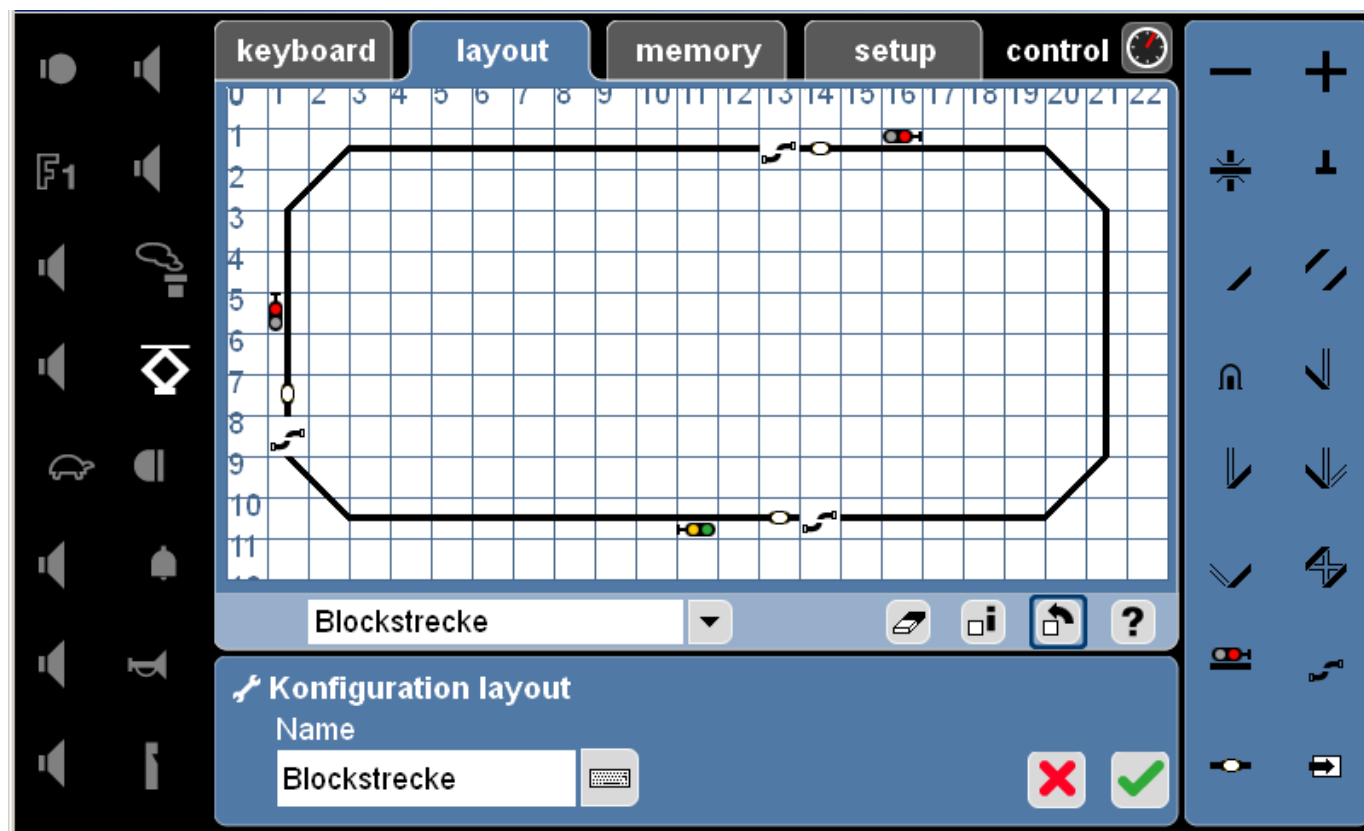 keyboard layout memory setup control
0 1 2 3 4 5 6 7 8 9 10 11 12 13 14 15 16 17 18 19 20 21 22
1
2
F1
3
4
5
6
7
8
9
10
11
Blockstrecke
i
?
Konfiguration layout
Name
Blockstrecke